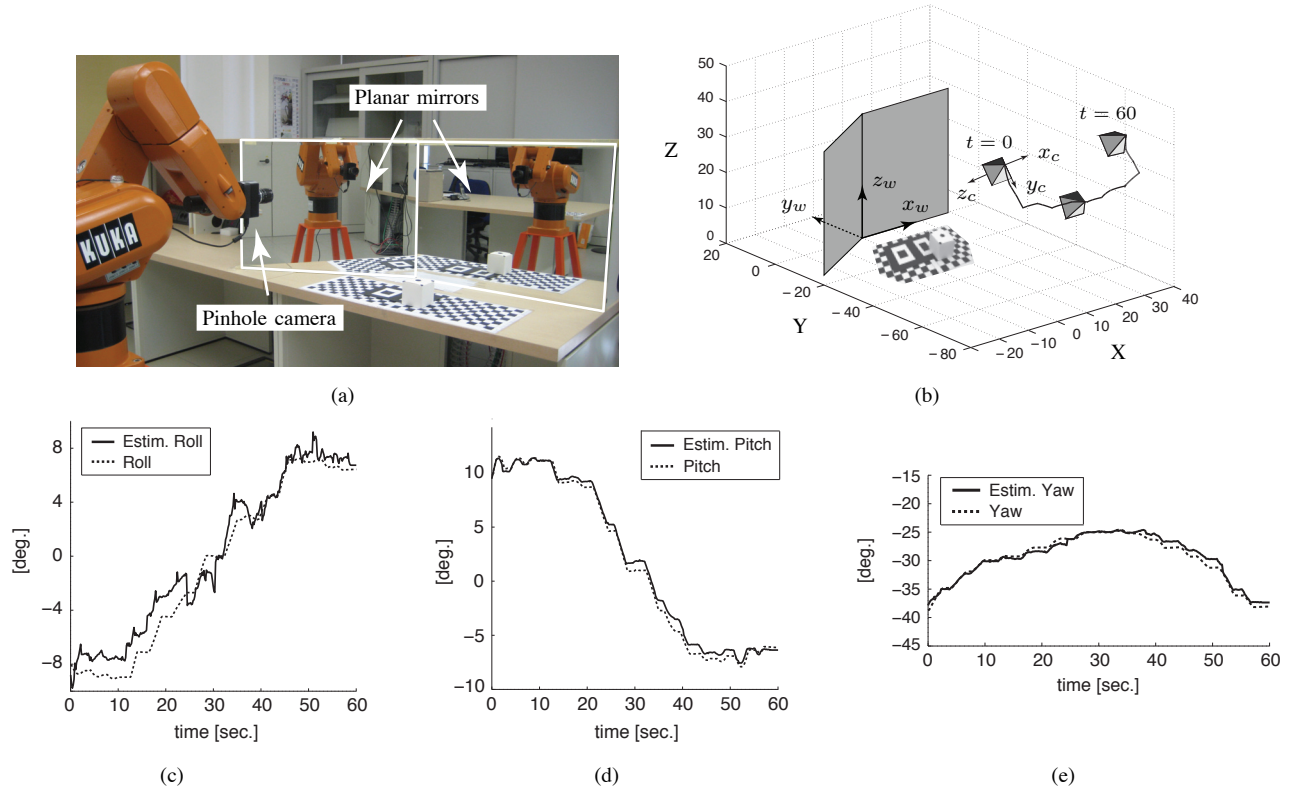 Planar mirrors
KUKA
Pinhole camera
(a)
50
40
30
20
10
0
Z
20
0
−20
−40
−60
−80
Y
−20
−10
0
10
20
30
40
X
t = 0
t = 60
x_c
y_c
z_c
z_w
y_w
x_w
(b)
8
4
0
−4
−8
[deg.]
Estim. Roll
Roll
0 10 20 30 40 50 60
time [sec.]
(c)
10
5
0
−5
−10
[deg.]
Estim. Pitch
Pitch
0 10 20 30 40 50 60
time [sec.]
(d)
−15
−20
−25
−30
−35
−40
−45
[deg.]
Estim. Yaw
Yaw
0 10 20 30 40 50 60
time [sec.]
(e)